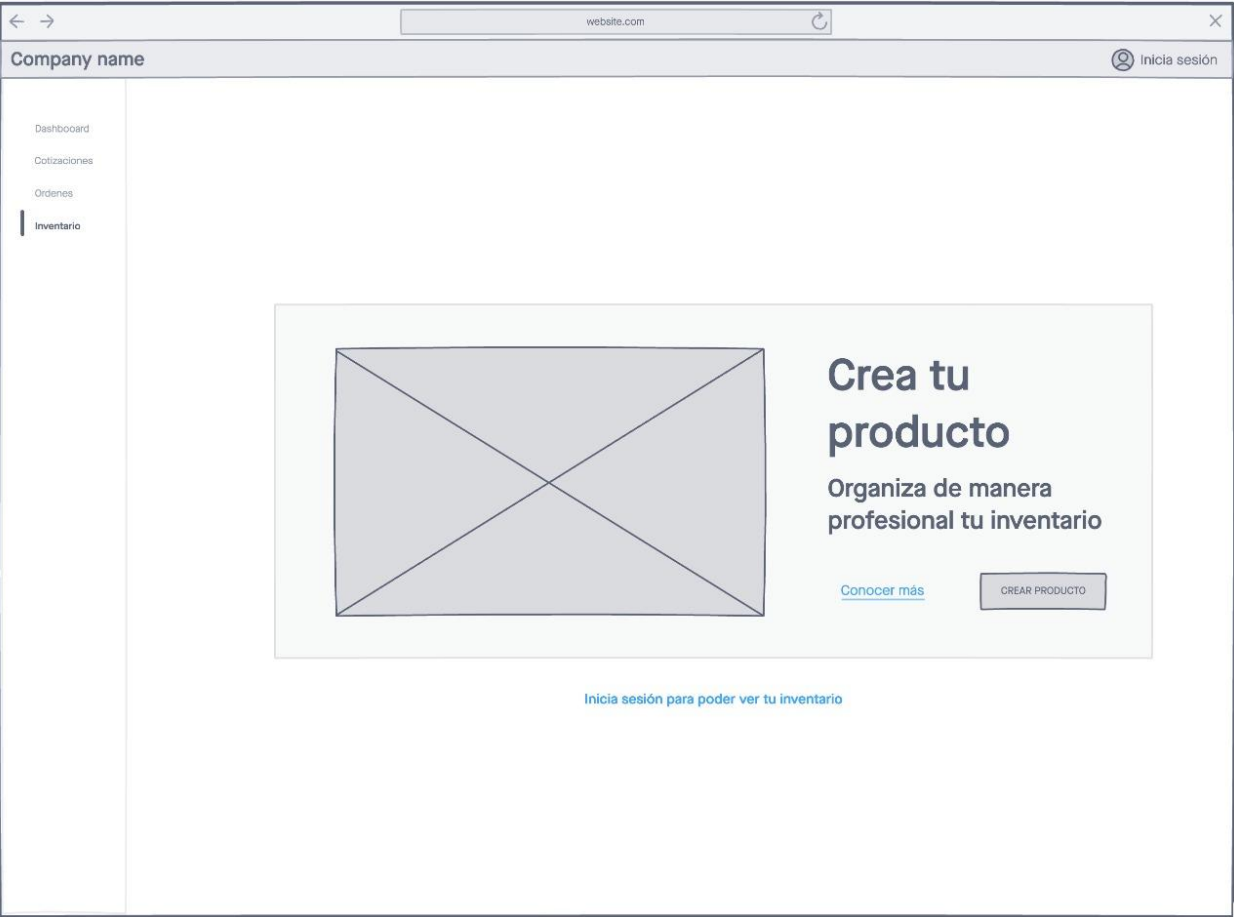 website.com
Company name
Inicia sesión
Dashbooard
Cotizaciones
Ordenes
Inventario
Crea tu
producto
Organiza de manera
profesional tu inventario
Conocer más
CREAR PRODUCTO
Inicia sesión para poder ver tu inventario